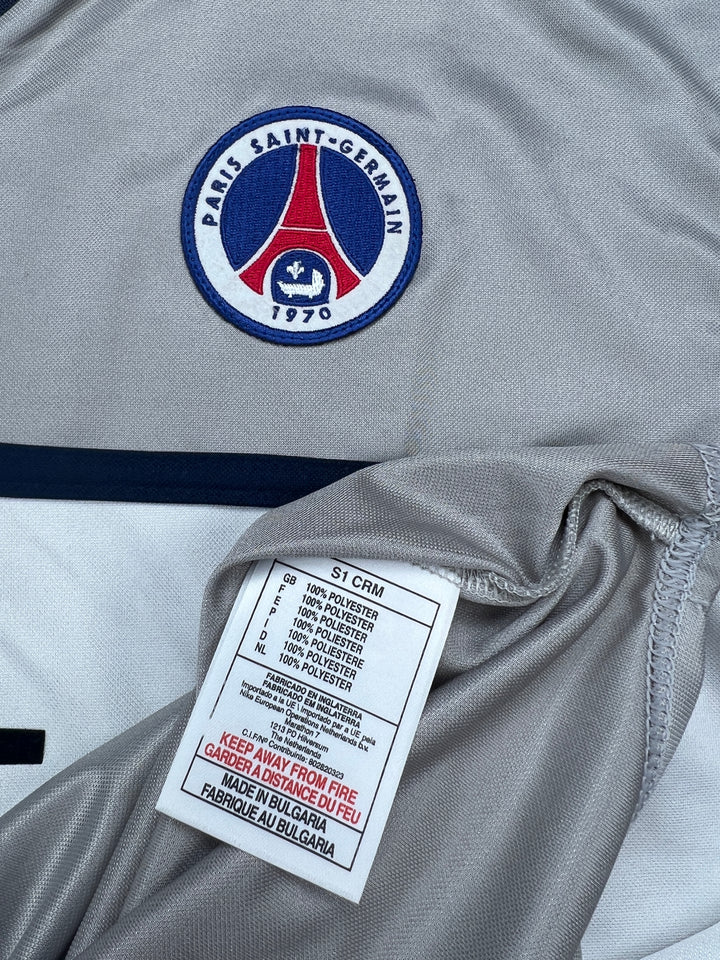 PARIS SAINT-GERMAIN
1970
S1 CRM
GB 100% POLYESTER
F 100% POLYESTER
E 100% POLIESTER
P 100% POLIESTER
I 100% POLIESTERE
D 100% POLYESTER
NL 100% POLYESTER
FABRICADO EN INGLATERRA
FABRICADO EM INGLATERRA
Importado a la UE \ importado par a UE pela
Nike European Operations Netherlands b.v.
Marathon 7
1213 PD Hilversum
The Netherlands
C.I.F/Nº Contribuinte: 802820323
KEEP AWAY FROM FIRE
GARDER A DISTANCE DU FEU
MADE IN BULGARIA
FABRIQUE AU BULGARIA